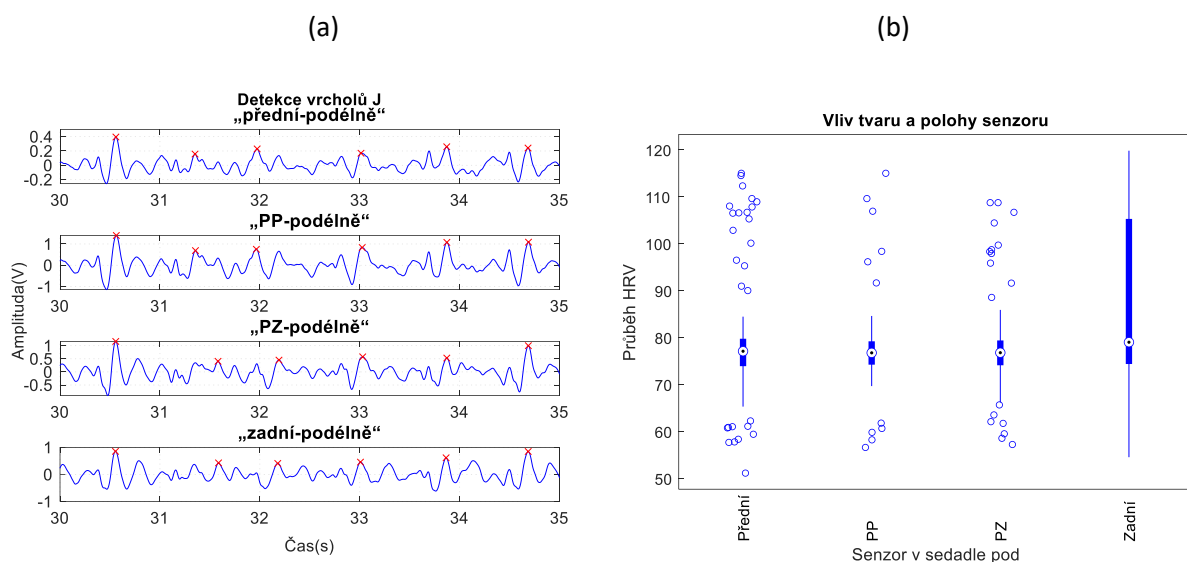 (a)
Detekce vrcholů J
„přední-podélně“
0.4
0.2
0
-0.2
30 31 32 33 34 35
„PP-podélně“
1
0
-1
30 31 32 33 34 35
„PZ-podélně“
1
0.5
0
-0.5
30 31 32 33 34 35
„zadní-podélně“
1
0
1
30 31 32 33 34 35
Amplituda(V)
Čas(s)
(b)
Vliv tvaru a polohy senzoru
120
110
100
90
80
70
60
50
Průběh HRV
Přední
PP
PZ
Zadní
Senzor v sedadle pod